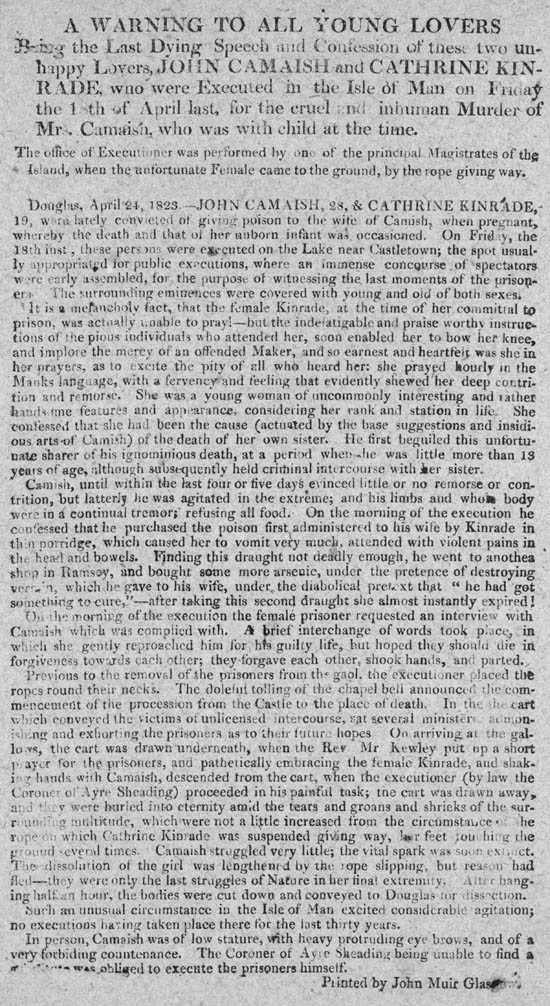 A WARNING TO ALL YOUNG LOVERS
Being the Last Dying Speech and Confession of these two un-
happy Lovers, JOHN CAMAISH and CATHRINE KIN-
RADE, who were Executed in the Isle of Man on Friday
the of April last, for the cruel and inhuman Murder of
Mrs. Camaish, who was with child at the time.
The office of Executioner was performed by one of the principal Magistrates of the
Island, when the unfortunate Female came to the ground, by the rope giving way.
Douglas, April 24, 1823.—JOHN CAMAISH, 28, & CATHRINE KINRADE,
19, were lately convicted of giving poison to the wife of Camish, when pregnant,
whereby the death and that of her unborn infant was occasioned. On Friday, the
18th inst, these persons were executed on the Lake near Castletown; the spot usual-
ly appropriated for public executions, where an immense concourse of spectators
were early assembled, for the purpose of witnessing the last moments of the prison-
ers. The surrounding eminences were covered with young and old of both sexes.
It is a melancholy fact, that the female Kinrade, at the time of her committal to
prison, was actually unable to pray!—but the indefatigable and praise worthy instruc-
tions of the pious individuals who attended her, soon enabled her to bow her knee,
and implore the mercy of an offended Maker, and so earnest and heartfelt was she in
her prayers, as to excite the pity of all who heard her: she prayed hourly in the
Manks language, with a fervency and feeling that evidently shewed her deep contri-
tion and remorse. She was a young woman of uncommonly interesting and rather
handsome features and appearance, considering her rank and station in life. She
confessed that she had been the cause (actuated by the base suggestions and insidi-
ous arts of Camish) of the death of her own sister. He first beguiled this unfortu-
nate sharer of his ignominious death, at a period when she was little more than 13
years of age, although subsequently held criminal intercourse with her sister.
Camish, until within the last four or five days evinced little or no remorse or con-
trition, but latterly he was agitated in the extreme; and his limbs and whole body
were in a continual tremor; refusing all food. On the morning of the execution he
confessed that he purchased the poison first administered to his wife by Kinrade in
thin porridge, which caused her to vomit very much, attended with violent pains in
the head and bowels. Finding this draught not deadly enough, he went to anothea
shop in Ramsey, and bought some more arsenic, under the pretence of destroying
vermin, which he gave to his wife, under the diabolical pretext that "he had got
something to cure,"—after taking this second draught she almost instantly expired!
On the morning of the execution the female prisoner requested an interview with
Camaish which was complied with. A brief interchange of words took place, in
which she gently reproached him for his guilty life, but hoped they should die in
forgiveness towards each other; they forgave each other, shook hands, and parted.
Previous to the removal of the prisoners from the gaol, the executioner placed the
ropes round their necks. The doleful tolling of the chapel bell announced the com-
mencement of the procession from the Castle to the place of death. In the cart
which conveyed the victims of unlicensed intercourse, sat several ministers admon-
ishing and exhorting the prisoners as to their future hopes. On arriving at the gal-
lows, the cart was drawn underneath, when the Rev Mr Kewley put up a short
prayer for the prisoners, and pathetically embracing the female Kinrade, and shak-
ing hands with Camaish, descended from the cart, when the executioner (by law the
Coroner of Ayre Sheading) proceeded in his painful task; tne cart was drawn away,
and they were hurled into eternity amid the tears and groans and shrieks of the sur-
rounding multitude, which were not a little increased from the circumstance of the
rope on which Cathrine Kinrade was suspended giving way, her feet touching the
ground several times. Camaish struggled very little; the vital spark was soon extinct.
The dissolution of the girl was lengthened by the rope slipping, but reason had
fled—they were only the last struggles of Nature in her final extremity. After hang-
ing half an hour, the bodies were cut down and conveyed to Douglas for dissection.
Such an unusual circumstance in the Isle of Man excited considerable agitation;
no executions having taken place there for the last thirty years.
In person, Camaish was of low stature, with heavy protruding eye brows, and of a
very forbiding countenance. The Coroner of Ayre Sheading being unable to find a
was obliged to execute the prisoners himself.
Printed by John Muir Glasgow.